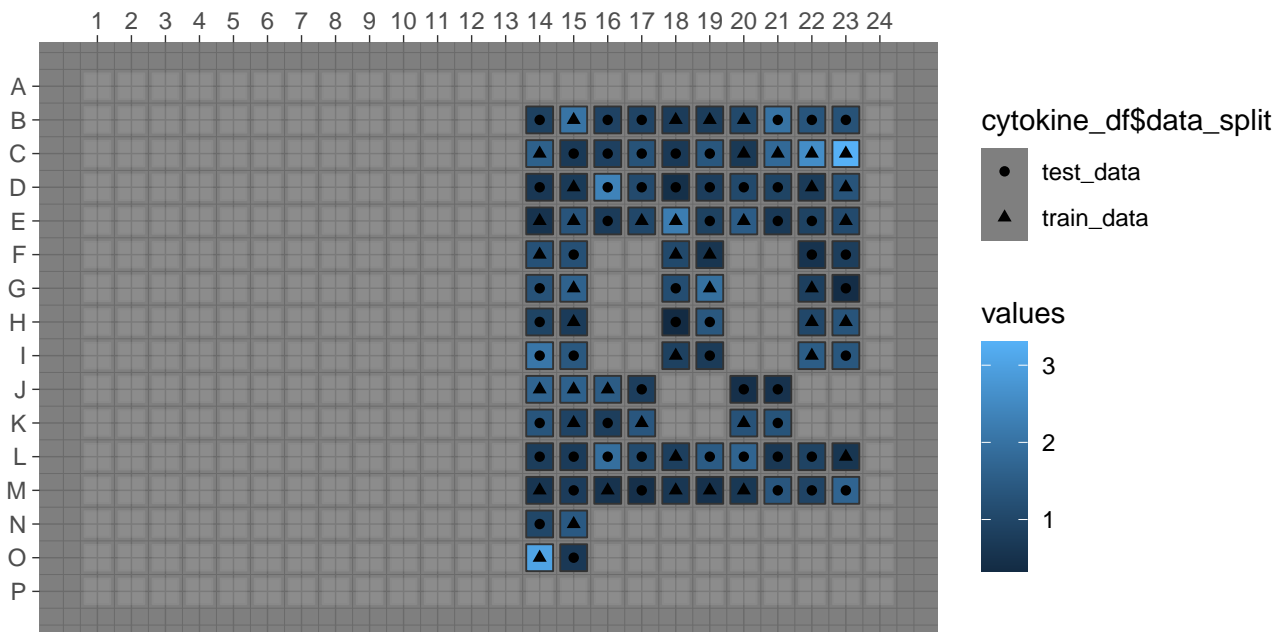 1 2 3 4 5 6 7 8 9 10 11 12 13 14 15 16 17 18 19 20 21 22 23 24
A
B
C
D
E
F
G
H
I
J
K
L
M
N
O
P
cytokine_df$data_split
test_data
train_data
values
3
2
1